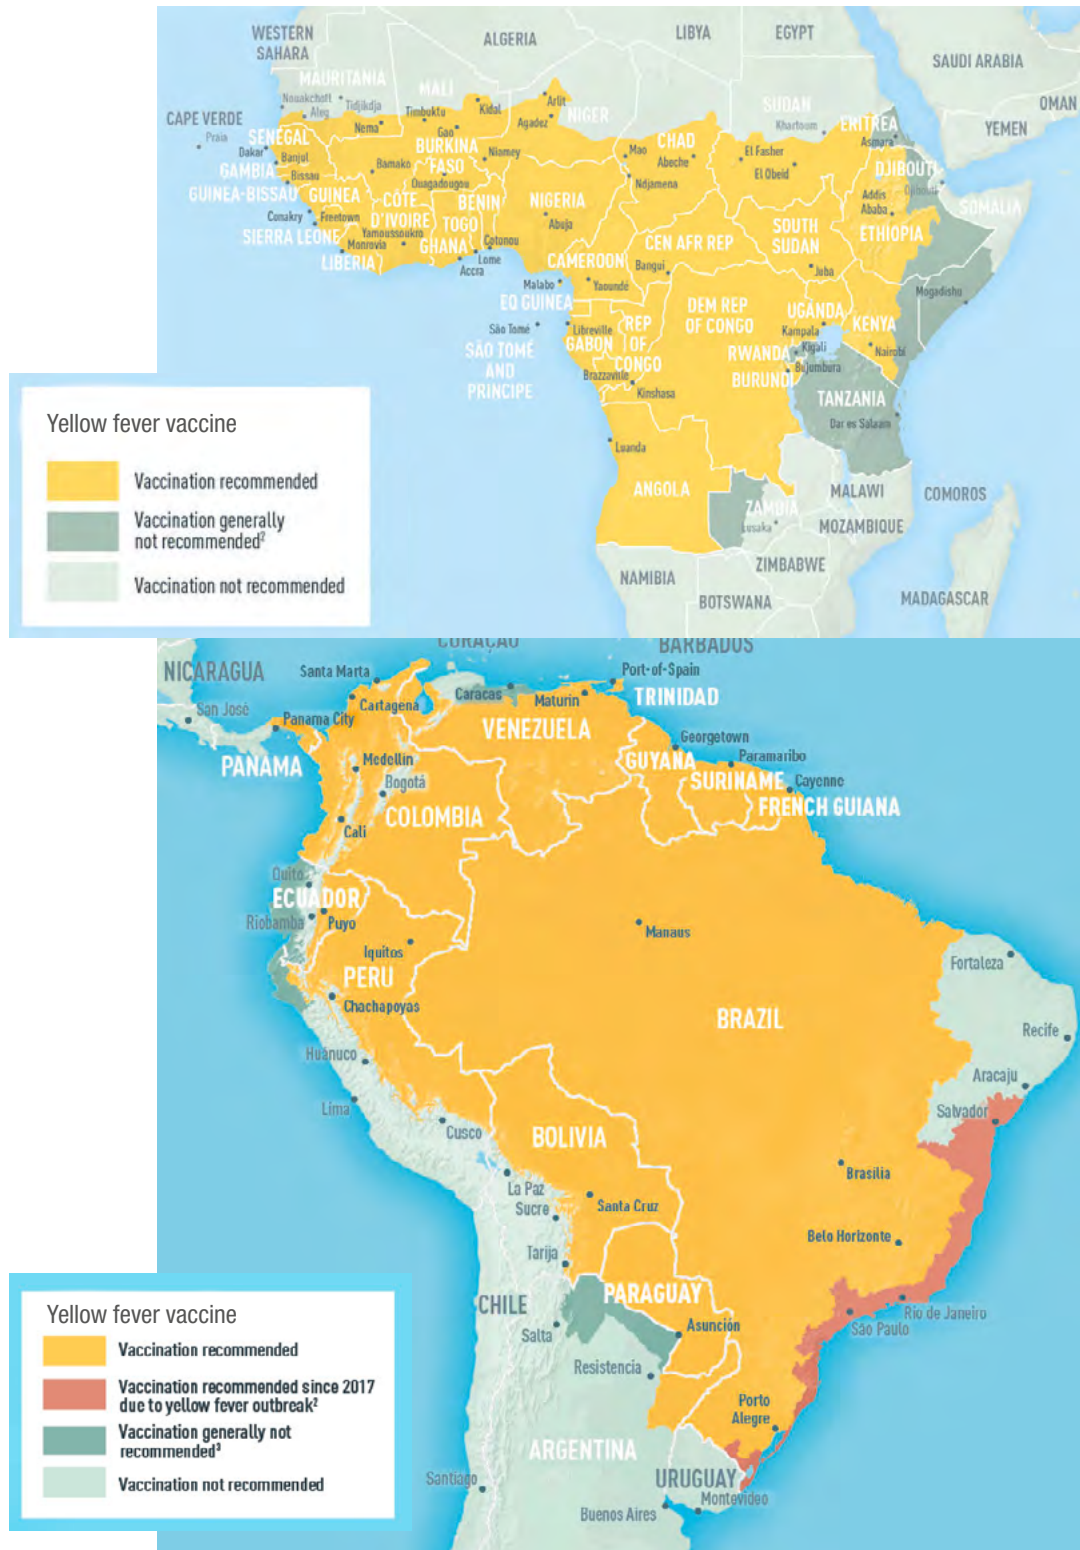 WESTERN
SAHARA
ALGERIA
LIBYA
EGYPT
SAUDI ARABIA
OMAN
YEMEN
MAURITANIA
Nouakchott
Aleg
Tidjikdja
MALI
Timbuktu
Kidal
Arlit
Agadez
NIGER
SUDAN
Khartoum
ERITREA
Asmara
CAPE VERDE
Praia
SENEGAL
Dakar
Nema
Gao
BURKINA
FASO
Niamey
CHAD
Mao
Abeche
El Fasher
El Obeid
DJIBOUTI
Djibouti
GAMBIA
Banjul
Bamako
Ouagadougou
Ndjamena
GUINEA-BISSAU
Bissau
GUINEA
CÔTE
D'IVOIRE
BENIN
NIGERIA
Abuja
Addis
Ababa
SOMALIA
Conakry
Freetown
Yamoussoukro
TOGO
SOUTH
SUDAN
ETHIOPIA
SIERRA LEONE
Monrovia
GHANA
Cotonou
CEN AFR REP
LIBERIA
Lome
Accra
CAMEROON
Bangui
Juba
Malabo
Yaoundé
EQ GUINEA
DEM REP
OF CONGO
UGANDA
Kampala
KENYA
Mogadishu
São Tomé
Libreville
GABON
REP
OF
CONGO
RWANDA
Kigali
Nairobi
SÃO TOMÉ
AND
PRINCIPE
Brazzaville
Kinshasa
BURUNDI
Bujumbura
TANZANIA
Dar es Salaam
Luanda
ANGOLA
ZAMBIA
Lusaka
MALAWI
COMOROS
MOZAMBIQUE
ZIMBABWE
NAMIBIA
BOTSWANA
MADAGASCAR
Yellow fever vaccine
Vaccination recommended
Vaccination generally
not recommended²
Vaccination not recommended
CURAÇAO
BARBADOS
NICARAGUA
Santa Marta
Port-of-Spain
San José
Cartagena
Caracas
Maturin
TRINIDAD
Panama City
VENEZUELA
Georgetown
PANAMA
Medellin
GUYANA
Paramaribo
Bogotá
SURINAME
Cayenne
COLOMBIA
FRENCH GUIANA
Cali
Quito
ECUADOR
Riobamba
Puyo
Iquitos
Manaus
Fortaleza
PERU
Chachapoyas
BRAZIL
Recife
Huánuco
Aracaju
Lima
Salvador
Cusco
BOLIVIA
Brasilia
La Paz
Sucre
Santa Cruz
Belo Horizonte
Tarija
CHILE
PARAGUAY
Rio de Janeiro
Salta
Asunción
São Paulo
Resistencia
Porto
Alegre
ARGENTINA
Santiago
URUGUAY
Buenos Aires
Montevideo
Yellow fever vaccine
Vaccination recommended
Vaccination recommended since 2017
due to yellow fever outbreak²
Vaccination generally not
recommended³
Vaccination not recommended